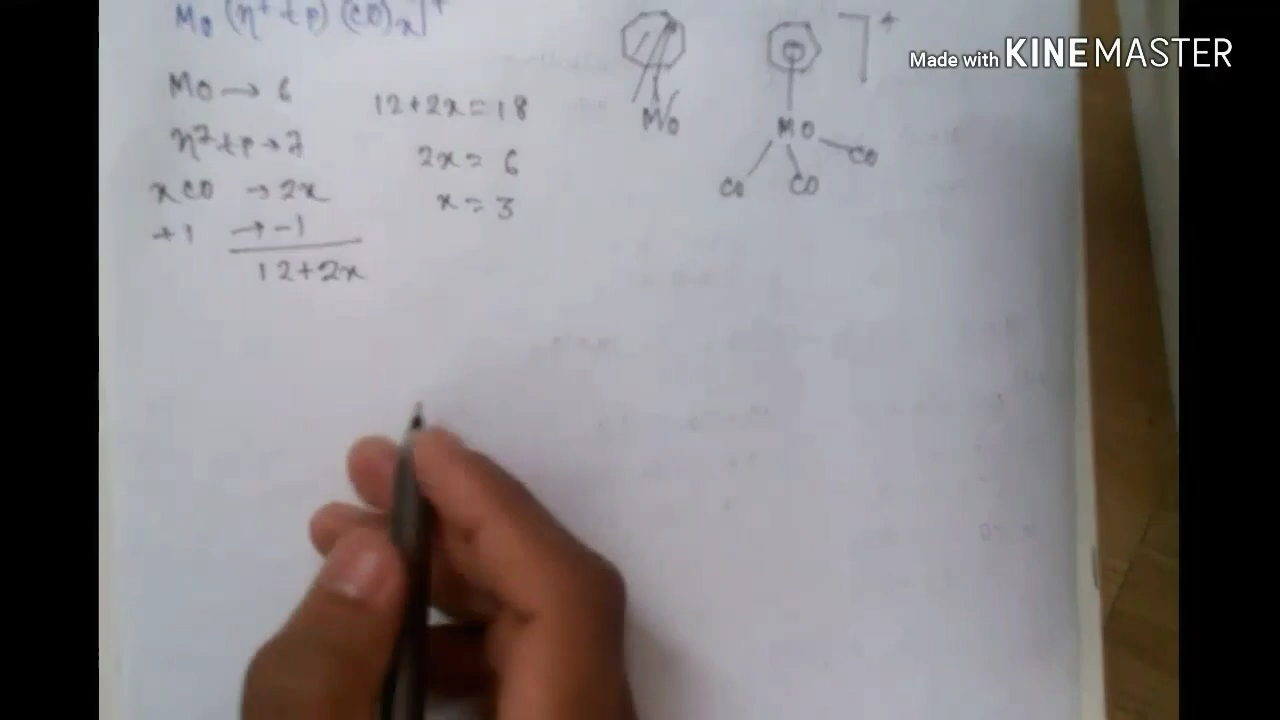 Mo (η⁷ tp) (CO)x]⁺
Made with KINEMASTER
Mo → 6
η⁷ tp → 7
x CO → 2x
+1 → -1
12+2x
12+2x = 18
2x = 6
x = 3
Mo
]⁺
Mo
CO
CO
CO